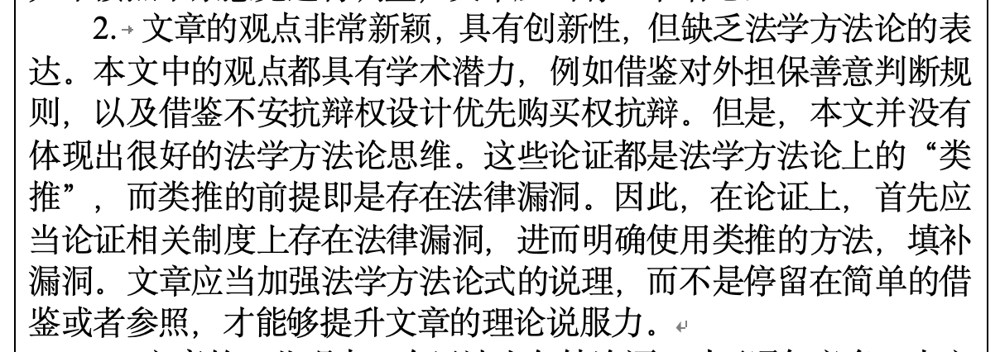 2.→文章的观点非常新颖，具有创新性，但缺乏法学方法论的表
达。本文中的观点都具有学术潜力，例如借鉴对外担保善意判断规
则，以及借鉴不安抗辩权设计优先购买权抗辩。但是，本文并没有
体现出很好的法学方法论思维。这些论证都是法学方法论上的“类
推”，而类推的前提即是存在法律漏洞。因此，在论证上，首先应
当论证相关制度上存在法律漏洞，进而明确使用类推的方法，填补
漏洞。文章应当加强法学方法论式的说理，而不是停留在简单的借
鉴或者参照，才能够提升文章的理论说服力。↵